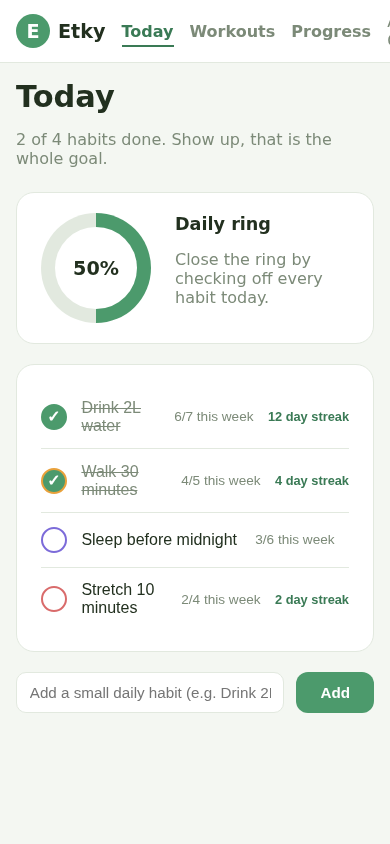 E Etky Today Workouts Progress
Today
2 of 4 habits done. Show up, that is the
whole goal.
50%
Daily ring
Close the ring by
checking off every
habit today.
✓ Drink 2L water 6/7 this week 12 day streak
✓ Walk 30 minutes 4/5 this week 4 day streak
Sleep before midnight 3/6 this week
Stretch 10 minutes 2/4 this week 2 day streak
Add a small daily habit (e.g. Drink 2l Add